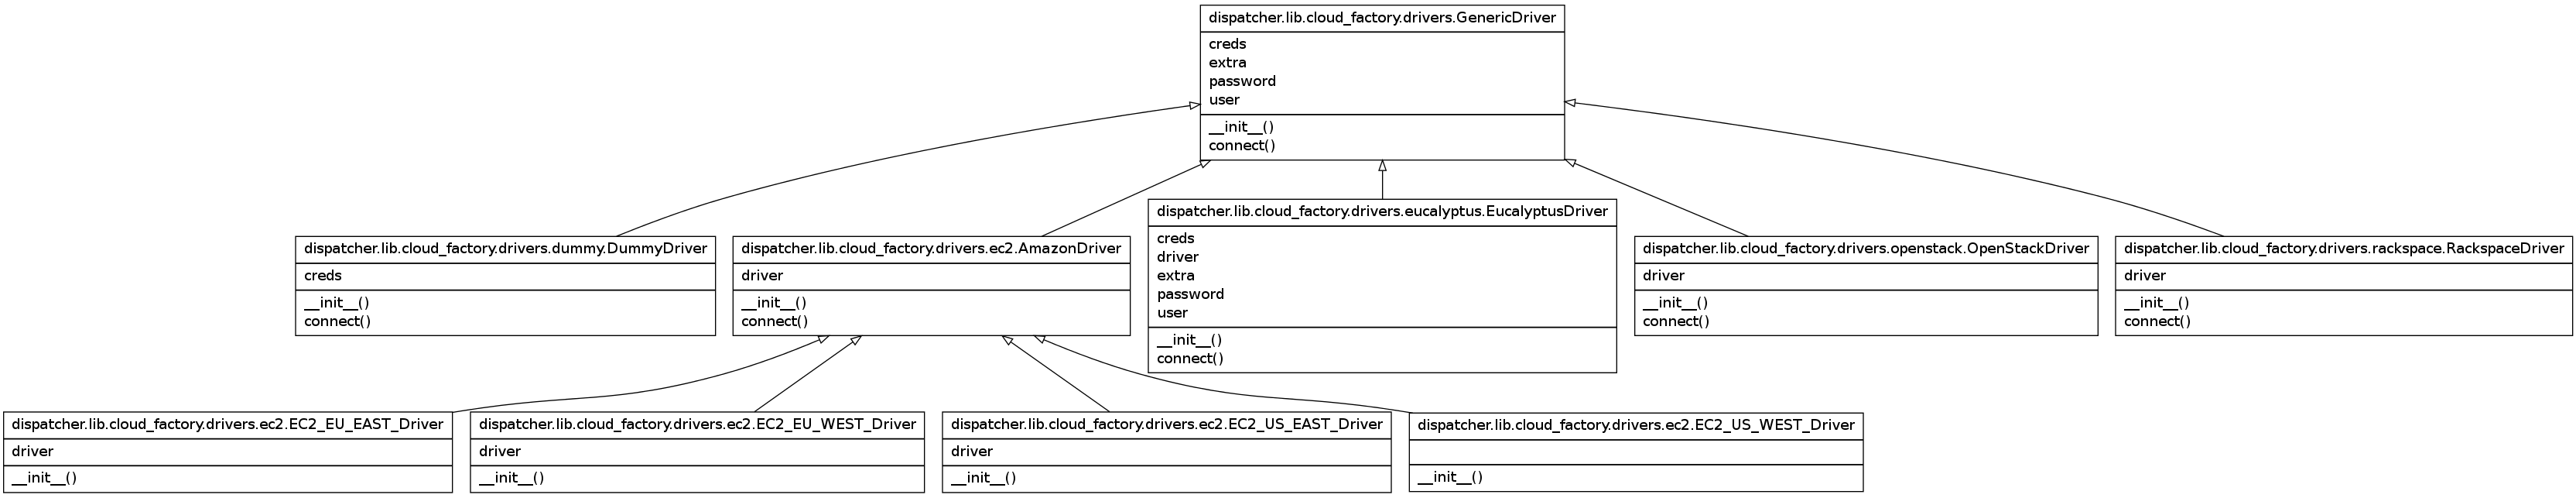 dispatcher.lib.cloud_factory.drivers.GenericDriver
creds
extra
password
user
__init__()
connect()
dispatcher.lib.cloud_factory.drivers.dummy.DummyDriver
creds
__init__()
connect()
dispatcher.lib.cloud_factory.drivers.ec2.AmazonDriver
driver
__init__()
connect()
dispatcher.lib.cloud_factory.drivers.eucalyptus.EucalyptusDriver
creds
driver
extra
password
user
__init__()
connect()
dispatcher.lib.cloud_factory.drivers.openstack.OpenStackDriver
driver
__init__()
connect()
dispatcher.lib.cloud_factory.drivers.rackspace.RackspaceDriver
driver
__init__()
connect()
dispatcher.lib.cloud_factory.drivers.ec2.EC2_EU_EAST_Driver
driver
__init__()
dispatcher.lib.cloud_factory.drivers.ec2.EC2_EU_WEST_Driver
driver
__init__()
dispatcher.lib.cloud_factory.drivers.ec2.EC2_US_EAST_Driver
driver
__init__()
dispatcher.lib.cloud_factory.drivers.ec2.EC2_US_WEST_Driver
__init__()